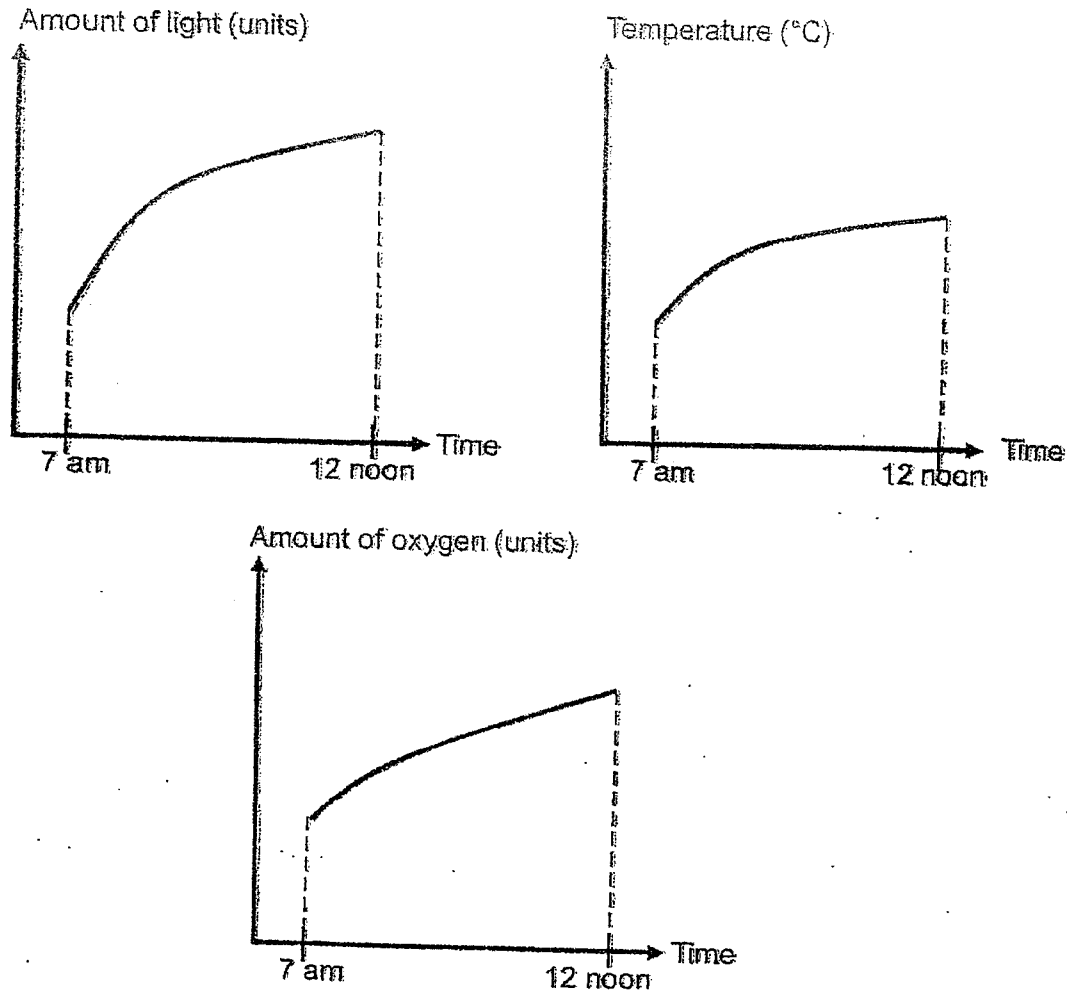 Amount of light (units)
Temperature (°C)
Time
7 am
12 noon
Time
7 am
12 noon
Amount of oxygen (units)
Time
7 am
12 noon